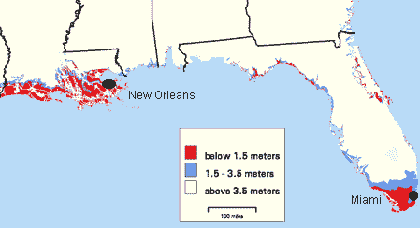 New Orleans
below 1.5 meters
1.5 - 3.5 meters
above 3.5 meters
100 miles
Miami